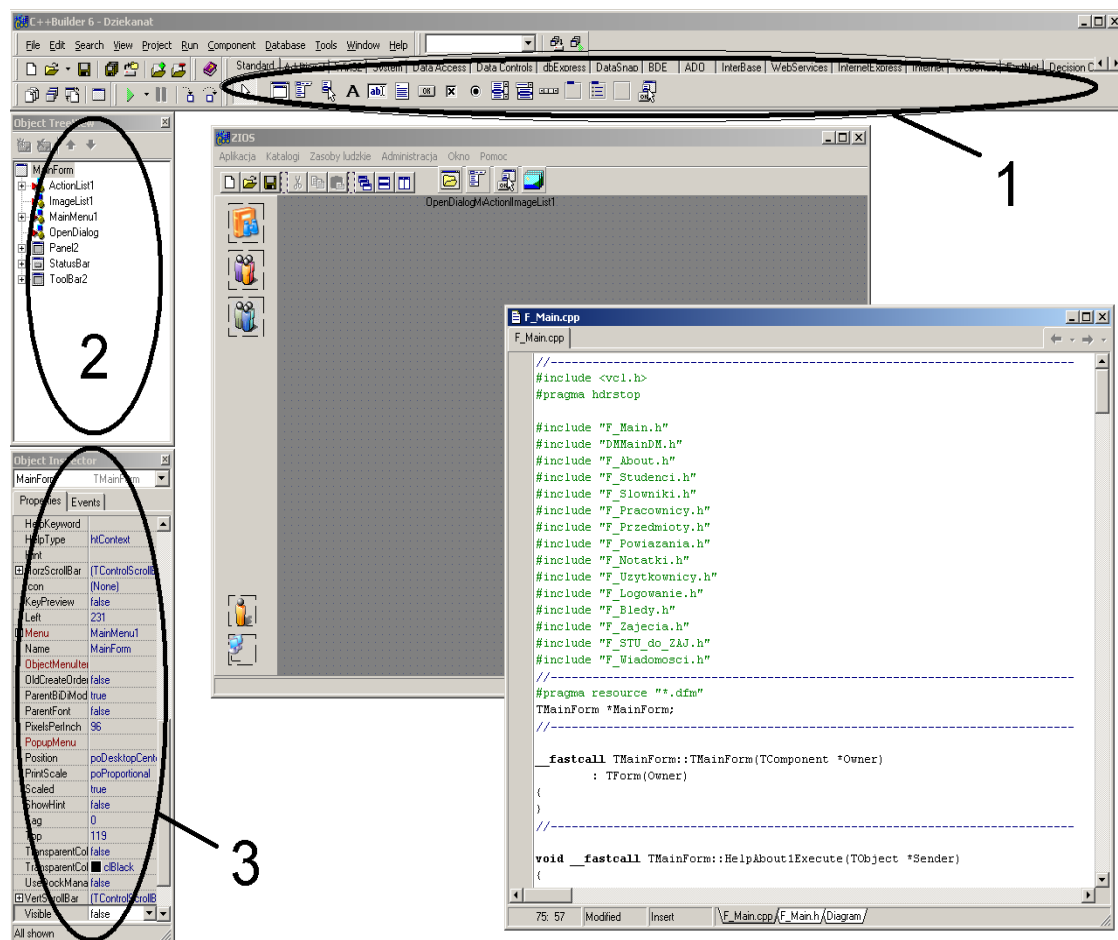 C++Builder 6 - Dziekanat
File Edit Search View Project Run Component Database Tools Window Help
Standard System Data Access Data Controls dbExpress DataSnap BDE ADO InterBase WebServices InternetExpress Internet Decision C
1
Object TreeView
MainForm
ActionList1
ImageList1
MainMenu1
OpenDialog
Panel2
StatusBar
ToolBar2
2
ZIOS
Aplikacja Katalogi Zasoby ludzkie Administracja Okno Pomoc
Object Inspector
MainForm TMainForm
Properties Events
HelpKeyword
HelpType htContext
Hint
HorzScrollBar (TControlScrollB
Icon (None)
KeyPreview false
Left 231
Menu MainMenu1
Name MainForm
ObjectMenuIte
OldCreateOrder false
ParentBiDiMod true
ParentFont false
PixelsPerInch 96
PopupMenu
Position poDesktopCent
PrintScale poProportional
Scaled true
ShowHint false
Tag 0
Top 119
TransparentCol false
TransparentCol clBlack
UseDockMana false
VertScrollBar (TControlScrollB
Visible false
All shown
3
F_Main.cpp
F_Main.cpp
//---------------------------------------------------------------------------
#include <vcl.h>
#pragma hdrstop
#include "F_Main.h"
#include "DMMainDM.h"
#include "F_About.h"
#include "F_Studenci.h"
#include "F_Slowniki.h"
#include "F_Pracownicy.h"
#include "F_Przedmioty.h"
#include "F_Powiazania.h"
#include "F_Notatki.h"
#include "F_Uzytkownicy.h"
#include "F_Logowanie.h"
#include "F_Bledy.h"
#include "F_Zajecia.h"
#include "F_STU_do_ZAJ.h"
#include "F_Wiadomosci.h"
//---------------------------------------------------------------------------
#pragma resource "*.dfm"
TMainForm *MainForm;
//---------------------------------------------------------------------------
__fastcall TMainForm::TMainForm(TComponent *Owner)
: TForm(Owner)
{
}
//---------------------------------------------------------------------------
void __fastcall TMainForm::HelpAbout1Execute(TObject *Sender)
{
75: 57 Modified Insert F_Main.cpp F_Main.h Diagram